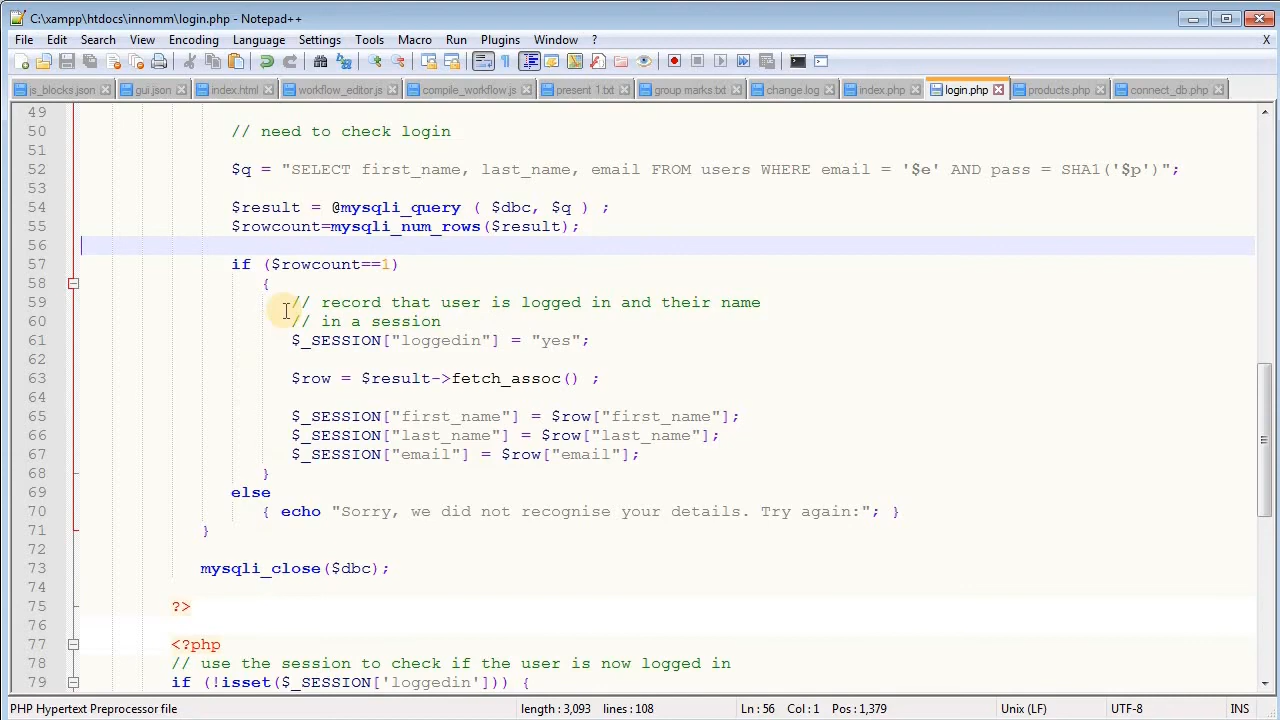 C:\xampp\htdocs\innomm\login.php - Notepad++
File Edit Search View Encoding Language Settings Tools Macro Run Plugins Window ? X
js_blocks.json gui.json index.html workflow_editor.js compile_workflow.js present 1.txt group marks.txt change.log index.php login.php products.php connect_db.php
49
50 // need to check login
51
52 $q = "SELECT first_name, last_name, email FROM users WHERE email = '$e' AND pass = SHA1('$p')";
53
54 $result = @mysqli_query ( $dbc, $q ) ;
55 $rowcount=mysqli_num_rows($result);
56
57 if ($rowcount==1)
58 {
59 // record that user is logged in and their name
60 // in a session
61 $_SESSION["loggedin"] = "yes";
62
63 $row = $result->fetch_assoc() ;
64
65 $_SESSION["first_name"] = $row["first_name"];
66 $_SESSION["last_name"] = $row["last_name"];
67 $_SESSION["email"] = $row["email"];
68 }
69 else
70 { echo "Sorry, we did not recognise your details. Try again:"; }
71 }
72
73 mysqli_close($dbc);
74
75 ?>
76
77 <?php
78 // use the session to check if the user is now logged in
79 if (!isset($_SESSION['loggedin'])) {
PHP Hypertext Preprocessor file length : 3,093 lines : 108 Ln : 56 Col : 1 Pos : 1,379 Unix (LF) UTF-8 INS